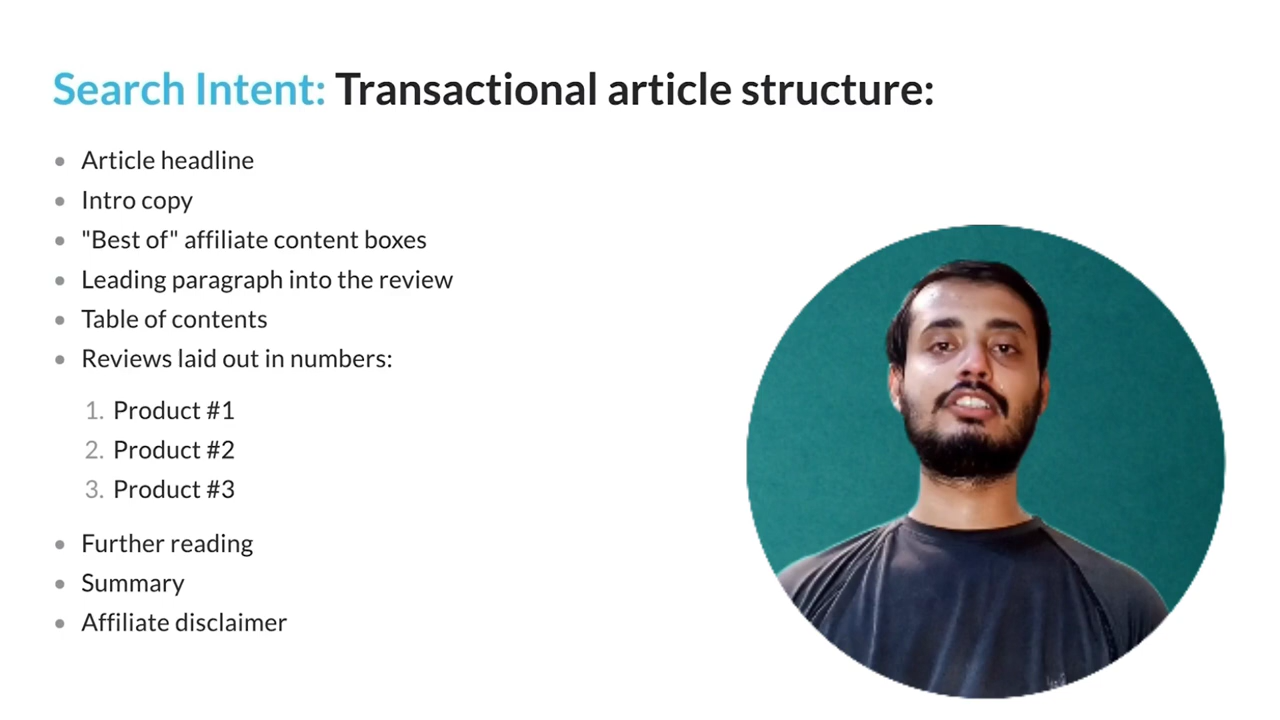 Search Intent: Transactional article structure:
• Article headline
• Intro copy
• "Best of" affiliate content boxes
• Leading paragraph into the review
• Table of contents
• Reviews laid out in numbers:
1. Product #1
2. Product #2
3. Product #3
• Further reading
• Summary
• Affiliate disclaimer